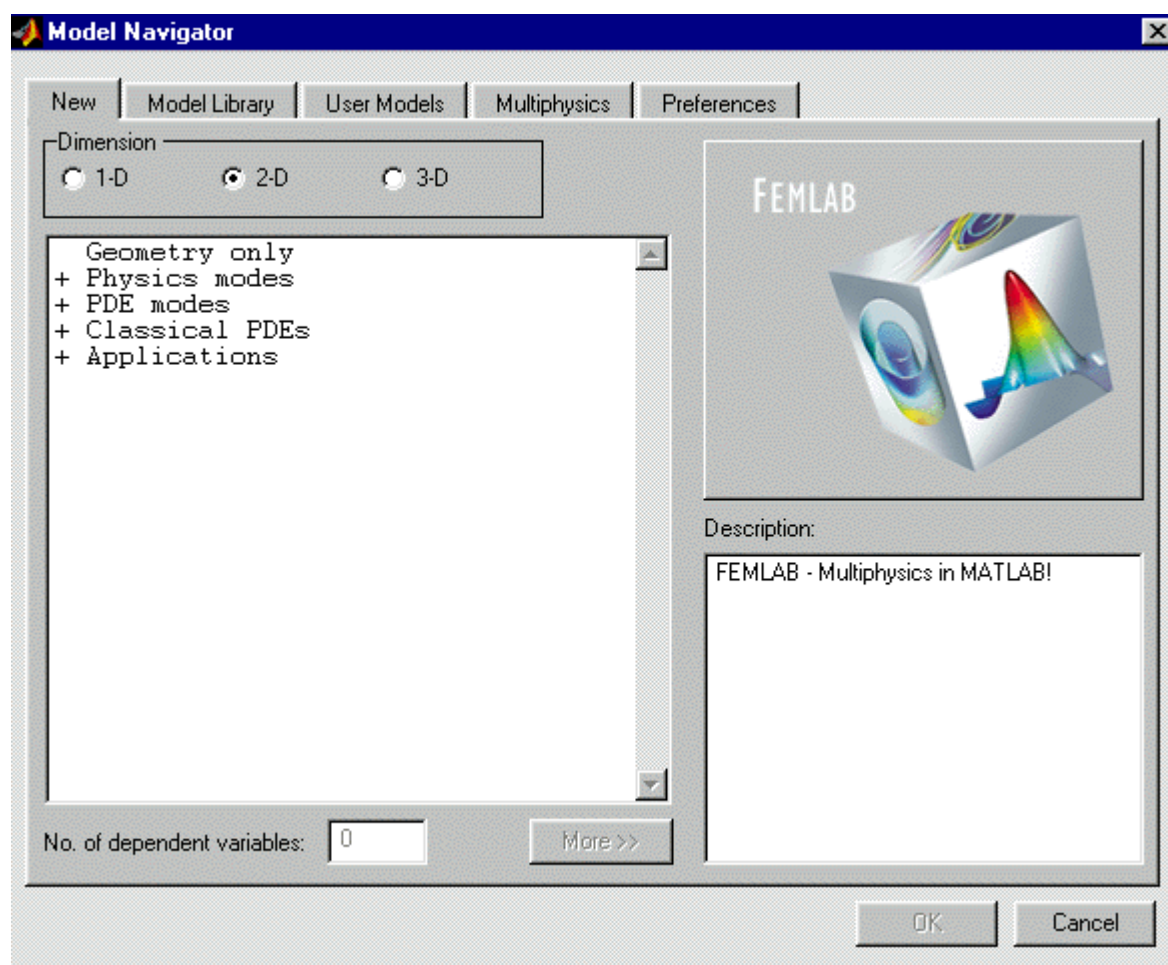 Model Navigator
New
Model Library
User Models
Multiphysics
Preferences
Dimension
1-D
2-D
3-D
Geometry only
+ Physics modes
+ PDE modes
+ Classical PDEs
+ Applications
No. of dependent variables:
0
More >>
FEMLAB
Description:
FEMLAB - Multiphysics in MATLAB!
OK
Cancel